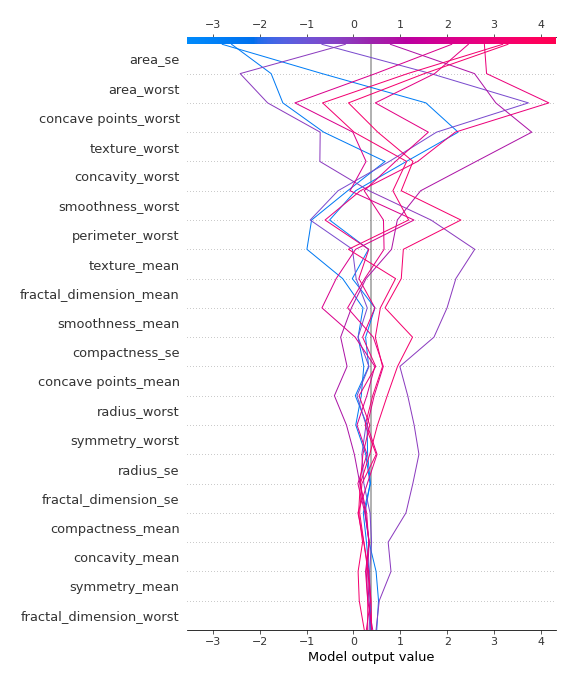 −3 −2 −1 0 1 2 3 4
area_se
area_worst
concave points_worst
texture_worst
concavity_worst
smoothness_worst
perimeter_worst
texture_mean
fractal_dimension_mean
smoothness_mean
compactness_se
concave points_mean
radius_worst
symmetry_worst
radius_se
fractal_dimension_se
compactness_mean
concavity_mean
symmetry_mean
fractal_dimension_worst
−3 −2 −1 0 1 2 3 4
Model output value